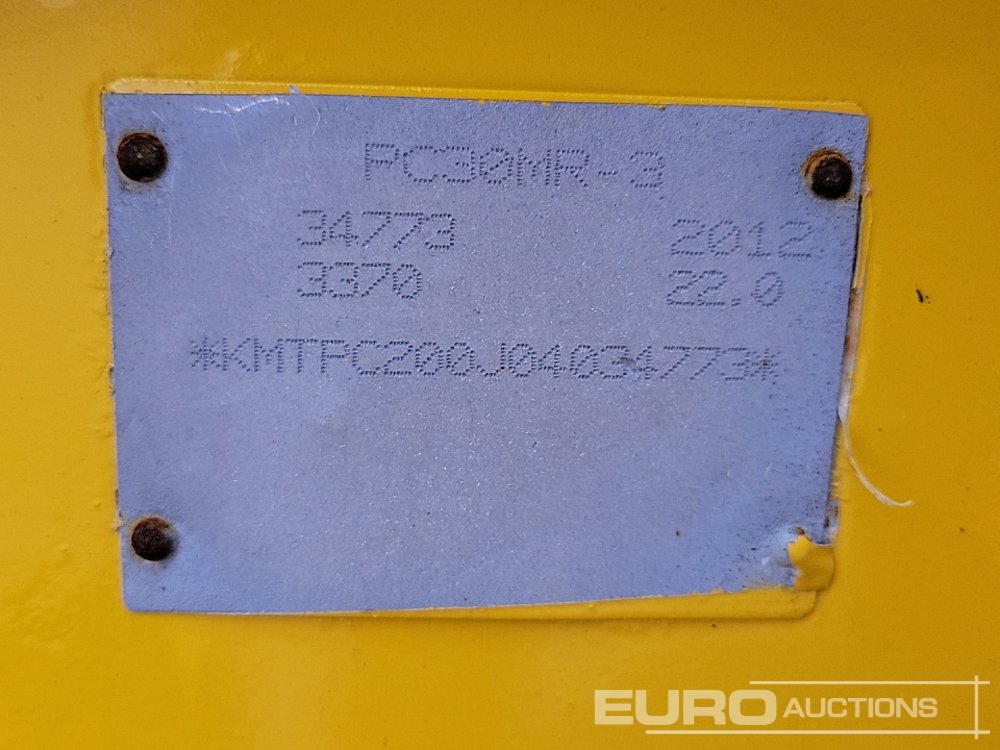 PC30MR-3
34773 2012
3370 22.0
*KMTPC200J04034773*
EURO AUCTIONS